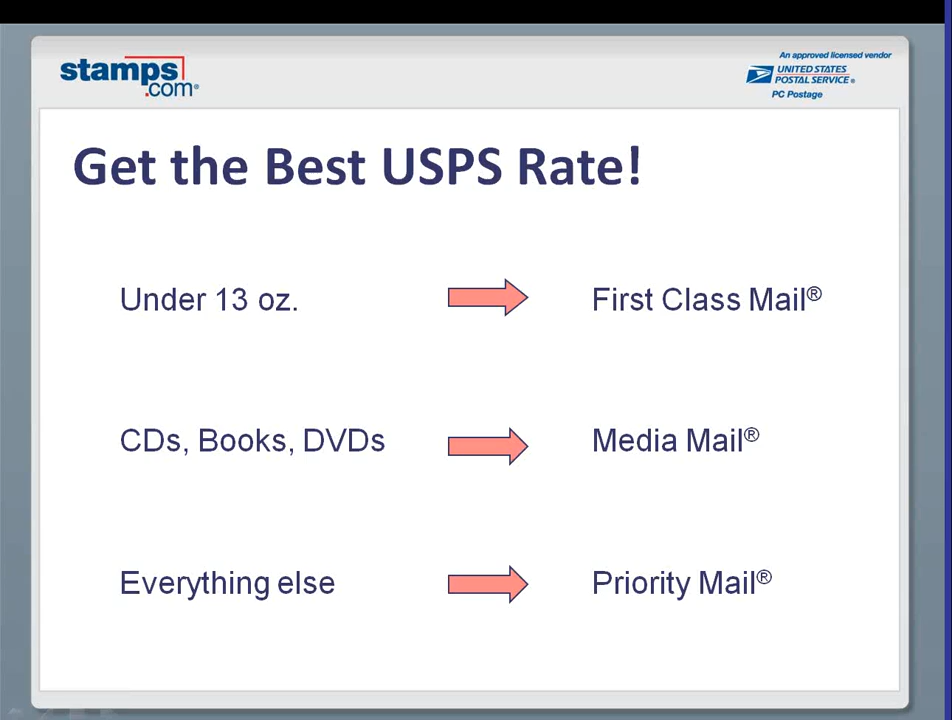 stamps
.com®
An approved licensed vendor
UNITED STATES
POSTAL SERVICE®
PC Postage
Get the Best USPS Rate!
Under 13 oz. First Class Mail®
CDs, Books, DVDs Media Mail®
Everything else Priority Mail®